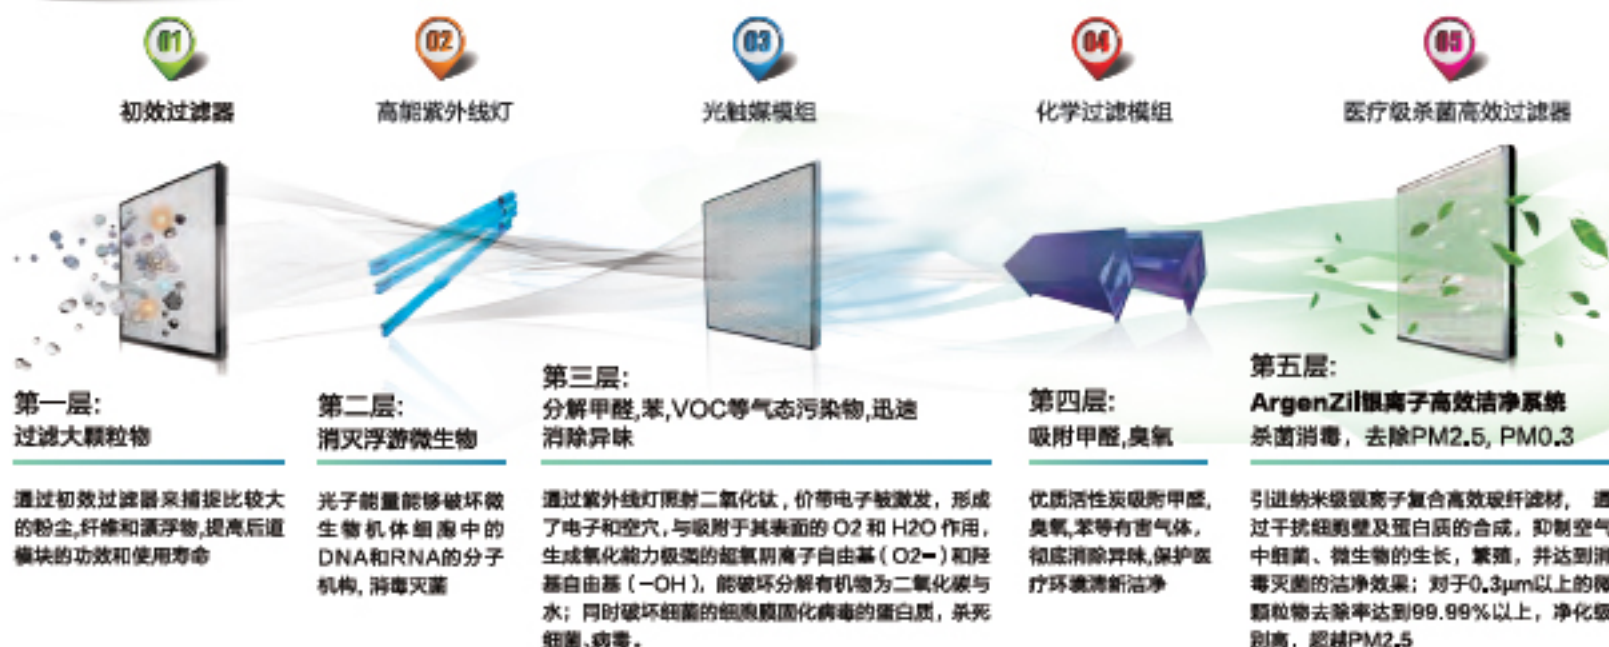 01
初效过滤器
02
高能紫外线灯
03
光触媒模组
04
化学过滤模组
05
医疗级杀菌高效过滤器
第一层:
过滤大颗粒物
通过初效过滤器来捕捉比较大
的粉尘,纤维和漂浮物,提高后道
模块的功效和使用寿命
第二层:
消灭浮游微生物
光子能量能够破坏微
生物机体细胞中的
DNA和RNA的分子
机构, 消毒灭菌
第三层:
分解甲醛,苯,VOC等气态污染物,迅速
消除异味
通过紫外线灯照射二氧化钛，价带电子被激发，形成
了电子和空穴，与吸附于其表面的 O2 和 H2O 作用，
生成氧化能力极强的超氧阴离子自由基（O2-）和羟
基自由基（-OH），能破坏分解有机物为二氧化碳与
水；同时破坏细菌的细胞膜固化病毒的蛋白质，杀死
细菌、病毒。
第四层:
吸附甲醛,臭氧
优质活性炭吸附甲醛,
臭氧,苯等有害气体，
彻底消除异味,保护医
疗环境清新洁净
第五层:
ArgenZil银离子高效洁净系统
杀菌消毒，去除PM2.5, PM0.3
引进纳米级银离子复合高效玻纤滤材， 通
过干扰细胞壁及蛋白质的合成，抑制空气
中细菌、微生物的生长，繁殖，并达到消
毒灭菌的洁净效果；对于0.3μm以上的微
颗粒物去除率达到99.99%以上，净化级
别高，超越PM2.5